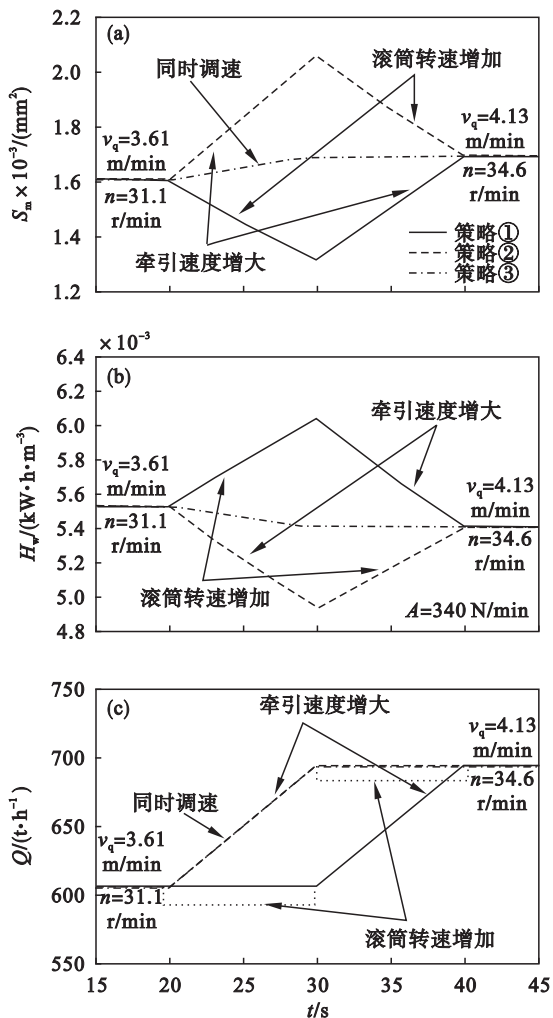 (a)
2.2
2.0
1.8
1.6
1.4
1.2
Sₘ × 10⁻³/(mm²)
同时调速
滚筒转速增加
v_q=3.61
m/min
n=31.1
r/min
v_q=4.13
m/min
n=34.6
r/min
牵引速度增大
策略①
策略②
策略③
×10⁻³
(b)
6.4
6.2
6.0
5.8
5.6
5.4
5.2
5.0
4.8
H_w/(kW·h·m⁻³)
牵引速度增大
v_q=3.61
m/min
n=31.1
r/min
v_q=4.13
m/min
n=34.6
r/min
滚筒转速增加
A=340 N/min
(c)
750
700
650
600
550
Q/(t·h⁻¹)
牵引速度增大
v_q=4.13
m/min
n=34.6
r/min
同时调速
v_q=3.61
m/min
n=31.1
r/min
滚筒转速增加
15 20 25 30 35 40 45
t/s